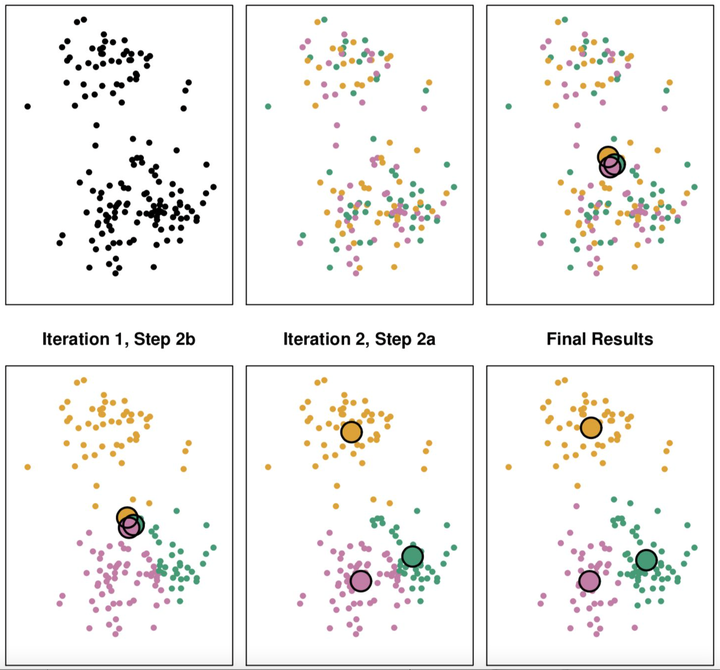 Iteration 1, Step 2b
Iteration 2, Step 2a
Final Results